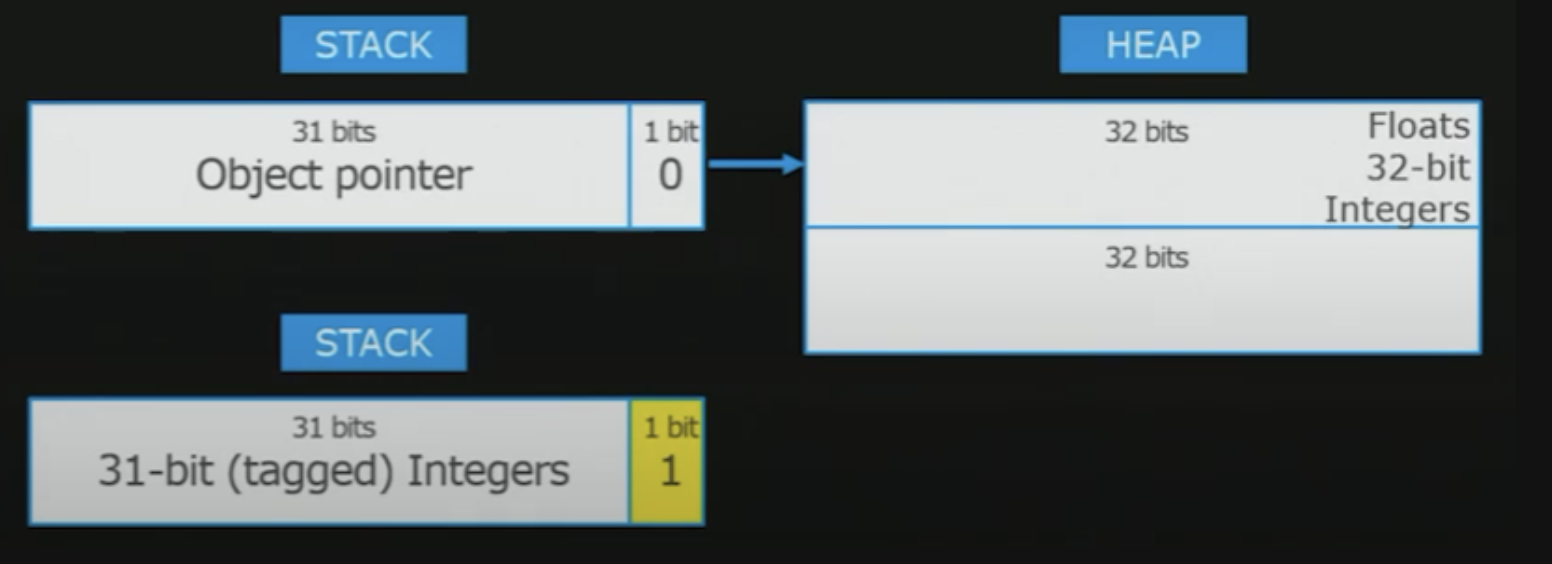 STACK
31 bits
Object pointer
1 bit
0
HEAP
32 bits
Floats
32-bit
Integers
32 bits
STACK
31 bits
31-bit (tagged) Integers
1 bit
1